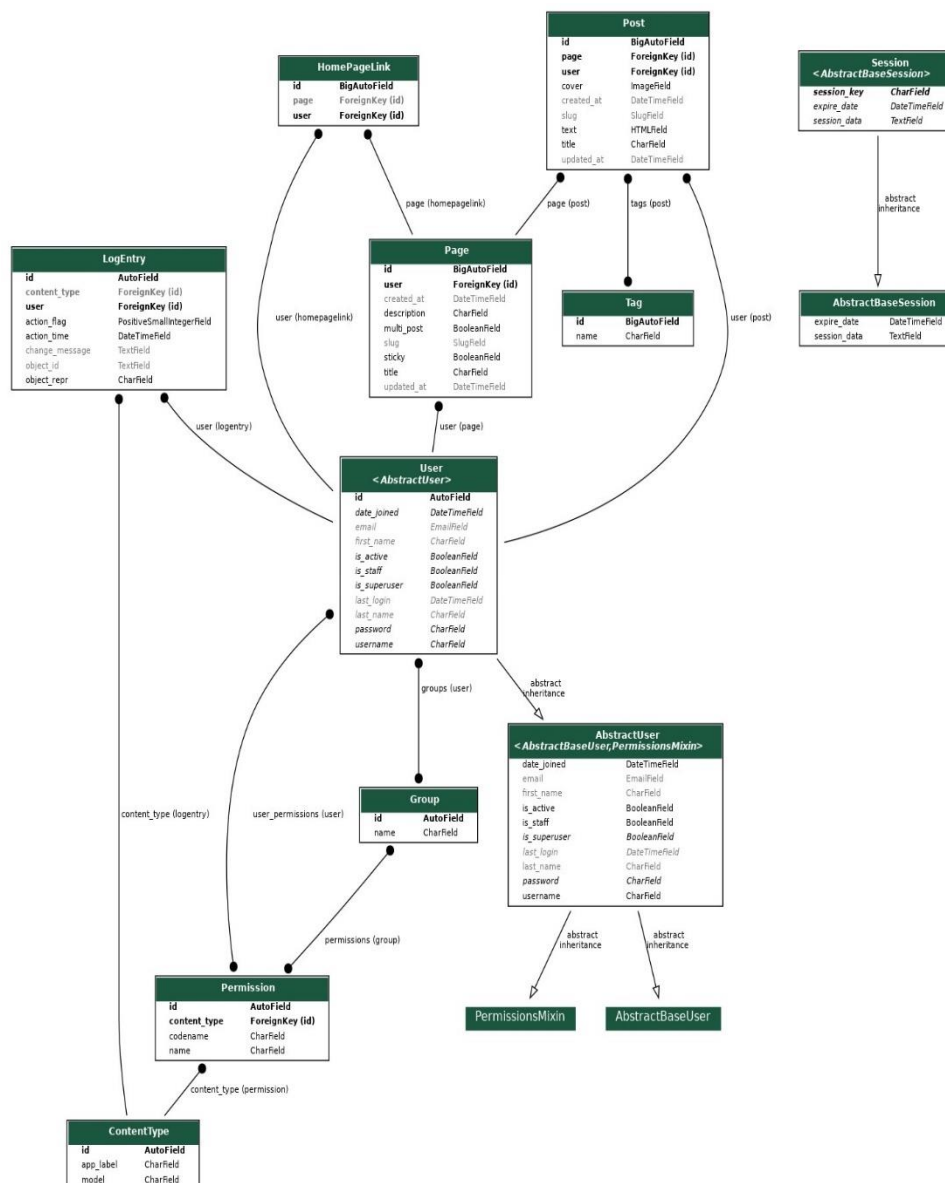 Post
id BigAutoField
page ForeignKey (id)
user ForeignKey (id)
cover ImageField
created_at DateTimeField
slug SlugField
text HTMLField
title CharField
updated_at DateTimeField
HomePageLink
id BigAutoField
page ForeignKey (id)
user ForeignKey (id)
Session
<AbstractBaseSession>
session_key CharField
expire_date DateTimeField
session_data TextField
page (homepagelink)
page (post)
tags (post)
abstract
inheritance
LogEntry
id AutoField
content_type ForeignKey (id)
user ForeignKey (id)
action_flag PositiveSmallIntegerField
action_time DateTimeField
change_message TextField
object_id TextField
object_repr CharField
Page
id BigAutoField
user ForeignKey (id)
created_at DateTimeField
description CharField
multi_post BooleanField
slug SlugField
sticky BooleanField
title CharField
updated_at DateTimeField
Tag
id BigAutoField
name CharField
AbstractBaseSession
expire_date DateTimeField
session_data TextField
user (homepagelink)
user (post)
user (logentry)
user (page)
User
<AbstractUser>
id AutoField
date_joined DateTimeField
email EmailField
first_name CharField
is_active BooleanField
is_staff BooleanField
is_superuser BooleanField
last_login DateTimeField
last_name CharField
password CharField
username CharField
groups (user)
abstract
inheritance
AbstractUser
<AbstractBaseUser,PermissionsMixin>
date_joined DateTimeField
email EmailField
first_name CharField
is_active BooleanField
is_staff BooleanField
is_superuser BooleanField
last_login DateTimeField
last_name CharField
password CharField
username CharField
content_type (logentry)
user_permissions (user)
Group
id AutoField
name CharField
permissions (group)
abstract
inheritance
abstract
inheritance
Permission
id AutoField
content_type ForeignKey (id)
codename CharField
name CharField
PermissionsMixin
AbstractBaseUser
content_type (permission)
ContentType
id AutoField
app_label CharField
model CharField